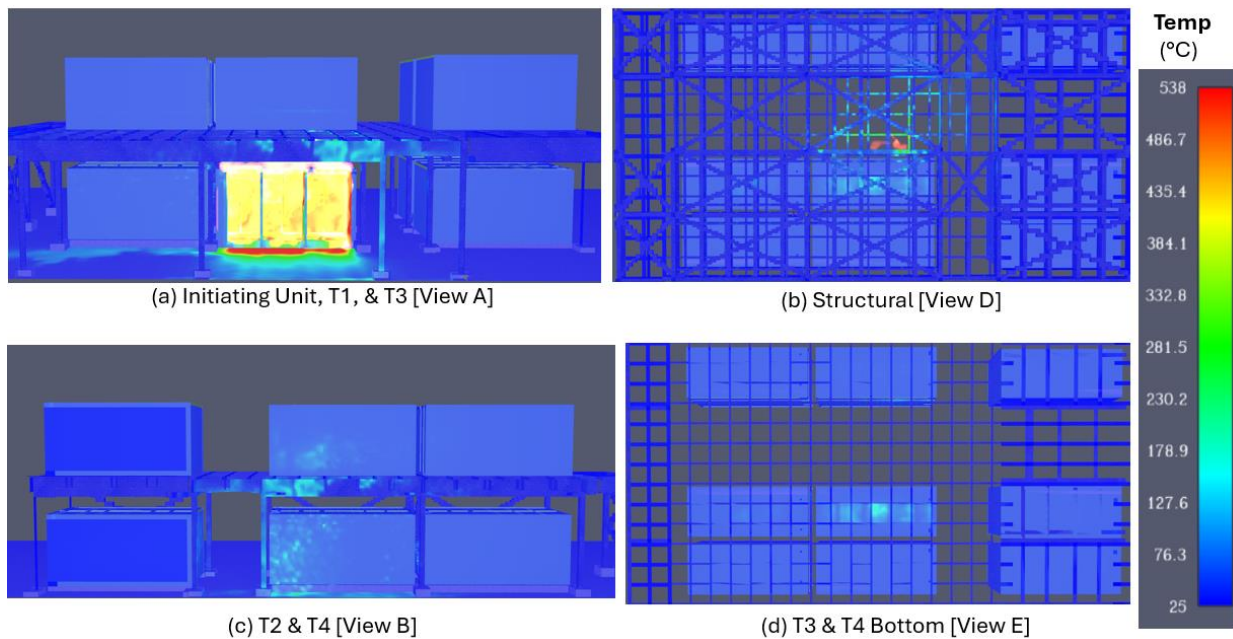 Temp
(°C)
538
486.7
435.4
384.1
332.8
281.5
230.2
178.9
127.6
76.3
25
(a) Initiating Unit, T1, & T3 [View A]
(b) Structural [View D]
(c) T2 & T4 [View B]
(d) T3 & T4 Bottom [View E]